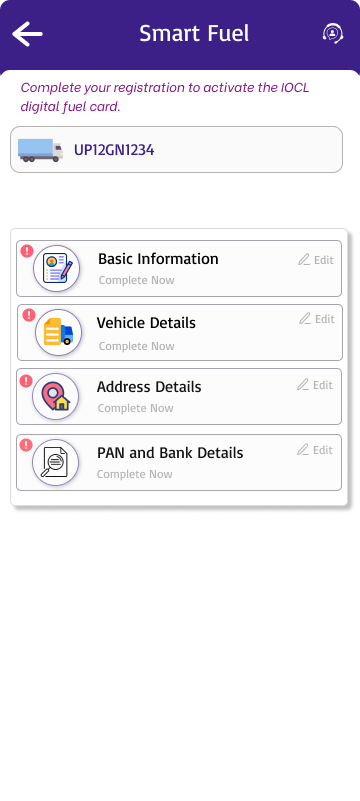 Smart Fuel
Complete your registration to activate the IOCL
digital fuel card.
UP12GN1234
Basic Information
Edit
Complete Now
Vehicle Details
Edit
Complete Now
Address Details
Edit
Complete Now
PAN and Bank Details
Edit
Complete Now